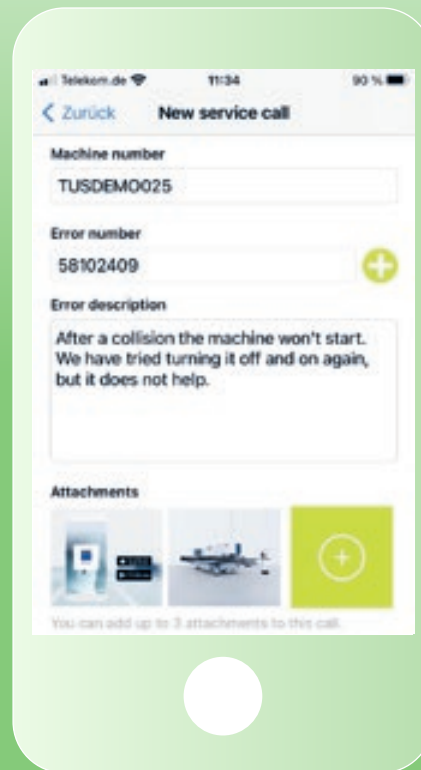 Telekom.de 11:34 90 %
Zurück New service call
Machine number
TUSDEMO025
Error number
58102409
Error description
After a collision the machine won't start.
We have tried turning it off and on again,
but it does not help.
Attachments
You can add up to 3 attachments to this call.